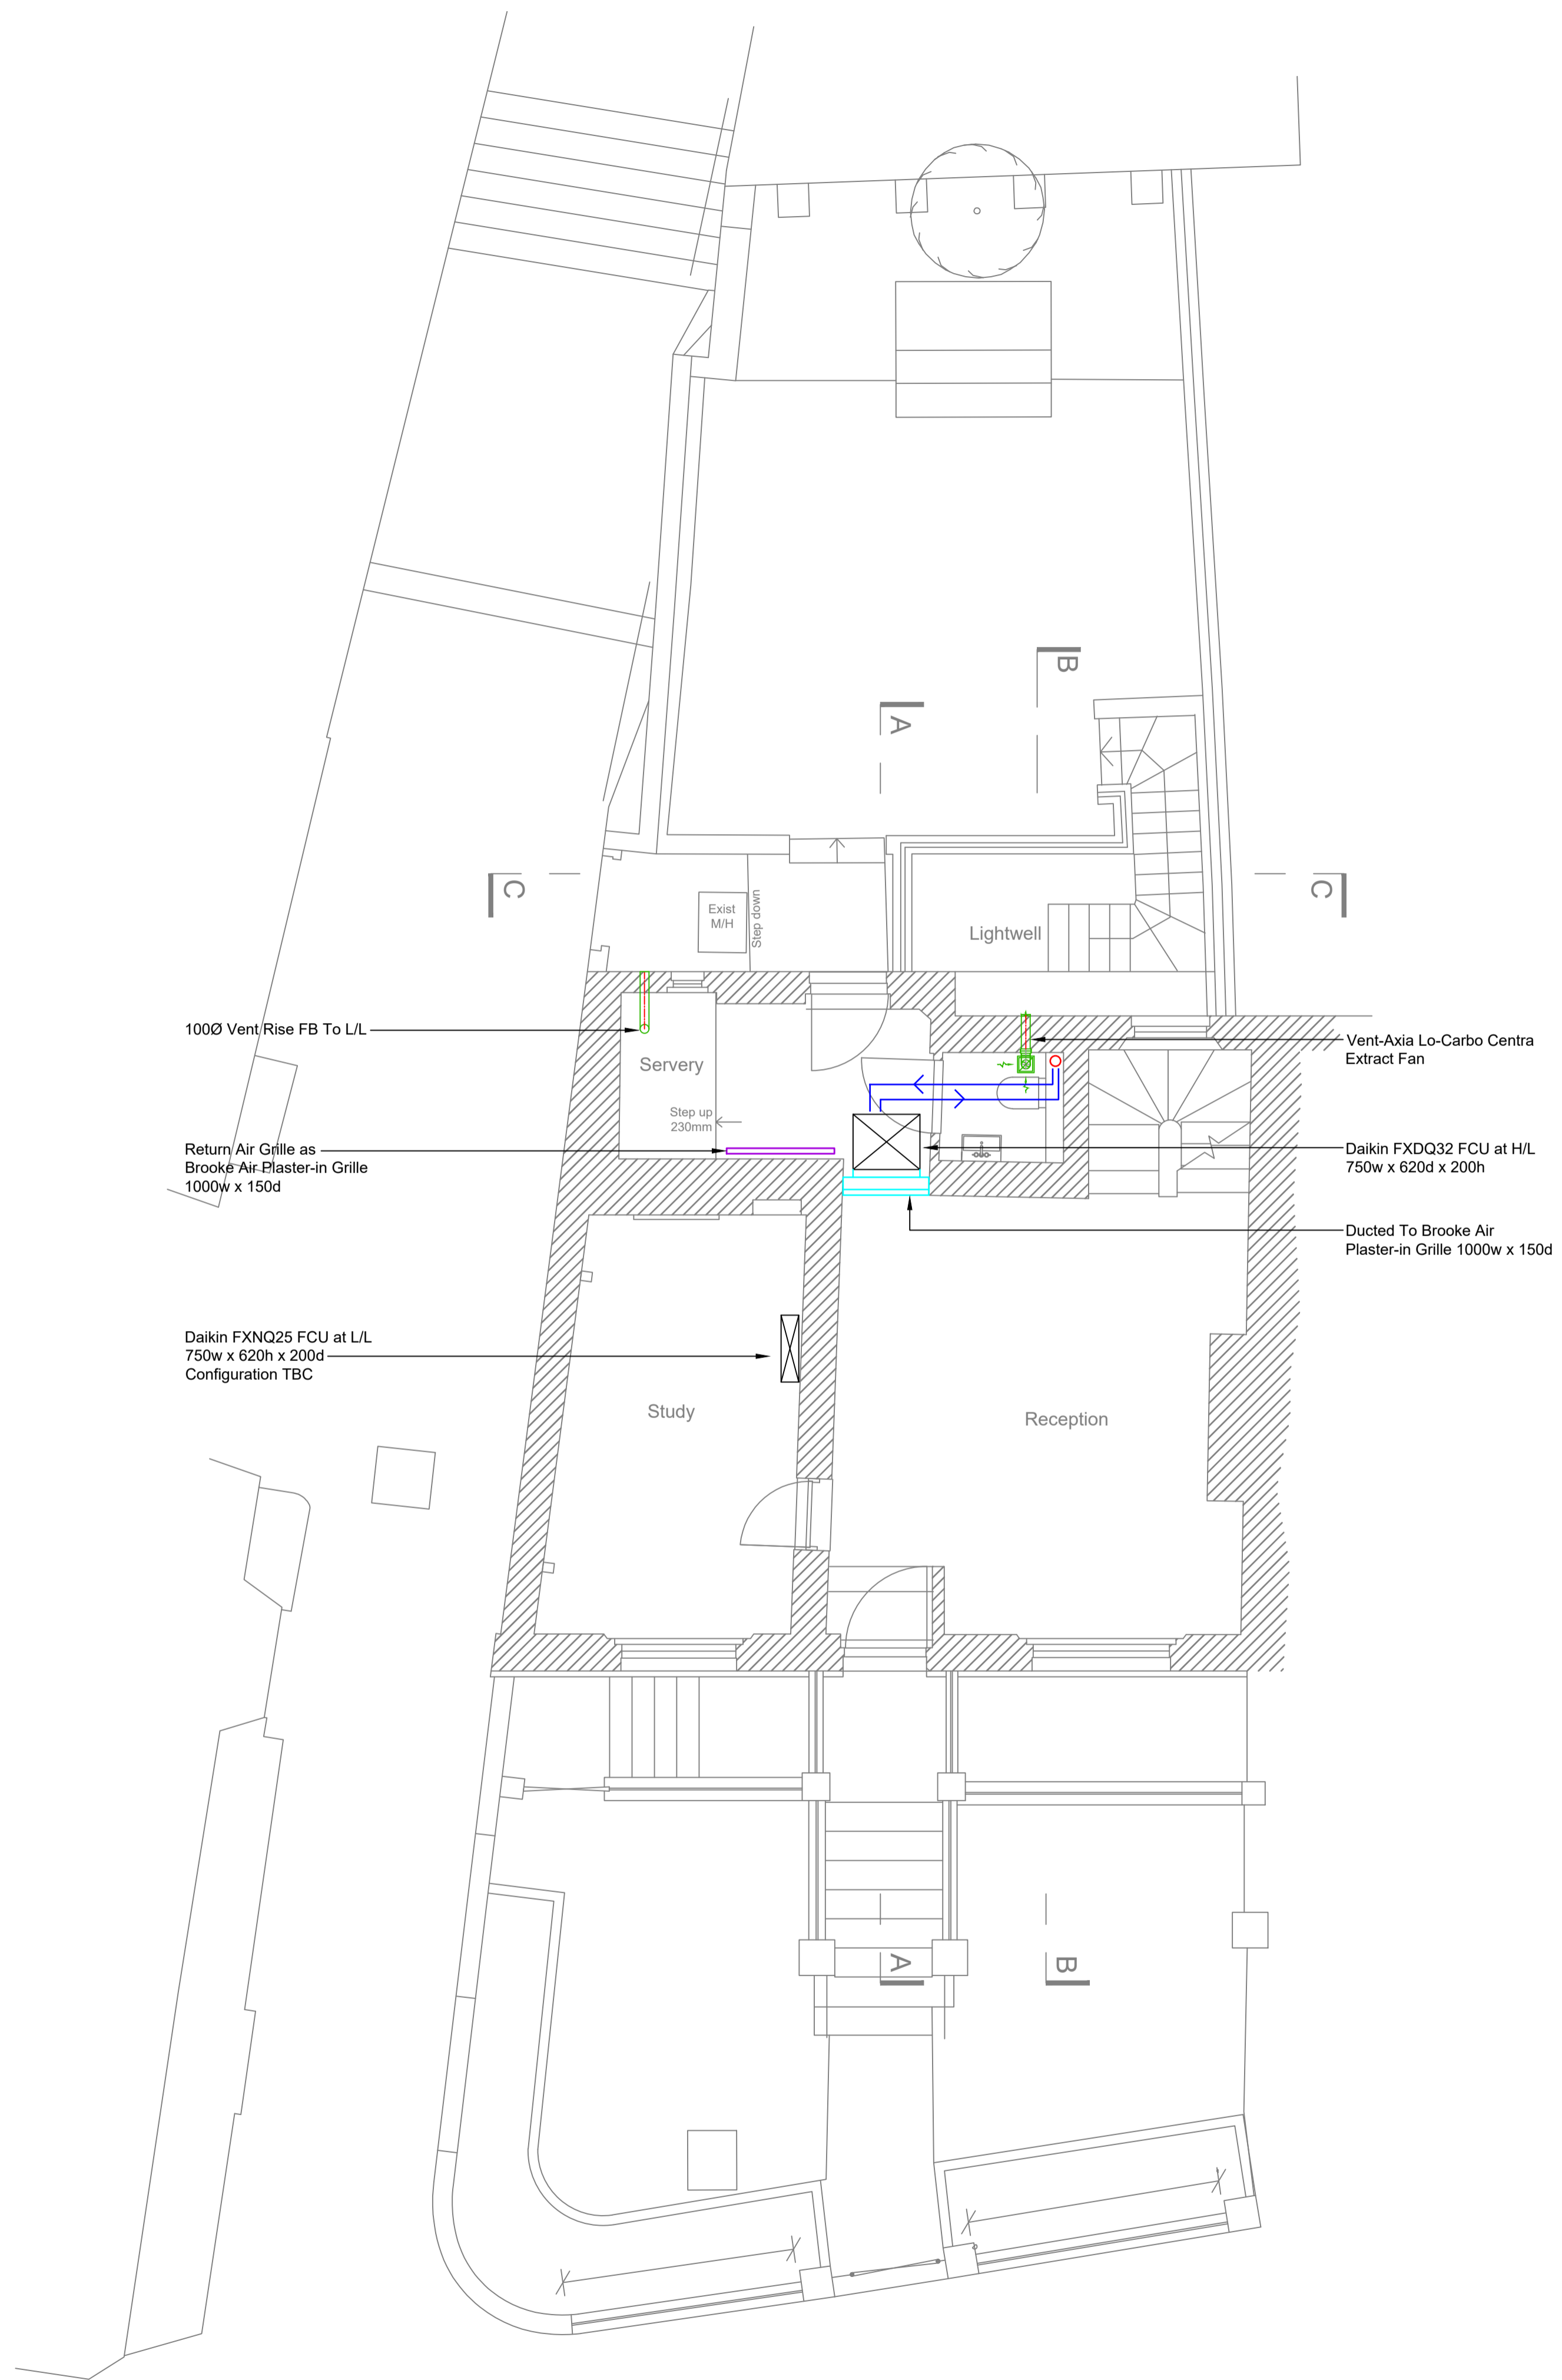 B
A
C
C
Exist
M/H
Step down
Lightwell
100Ø Vent Rise FB To L/L
Vent-Axia Lo-Carbo Centra
Extract Fan
Servery
Step up
230mm
Return Air Grille as
Brooke Air Plaster-in Grille
1000w x 150d
Daikin FXDQ32 FCU at H/L
750w x 620d x 200h
Ducted To Brooke Air
Plaster-in Grille 1000w x 150d
Daikin FXNQ25 FCU at L/L
750w x 620h x 200d
Configuration TBC
Study
Reception
A
B